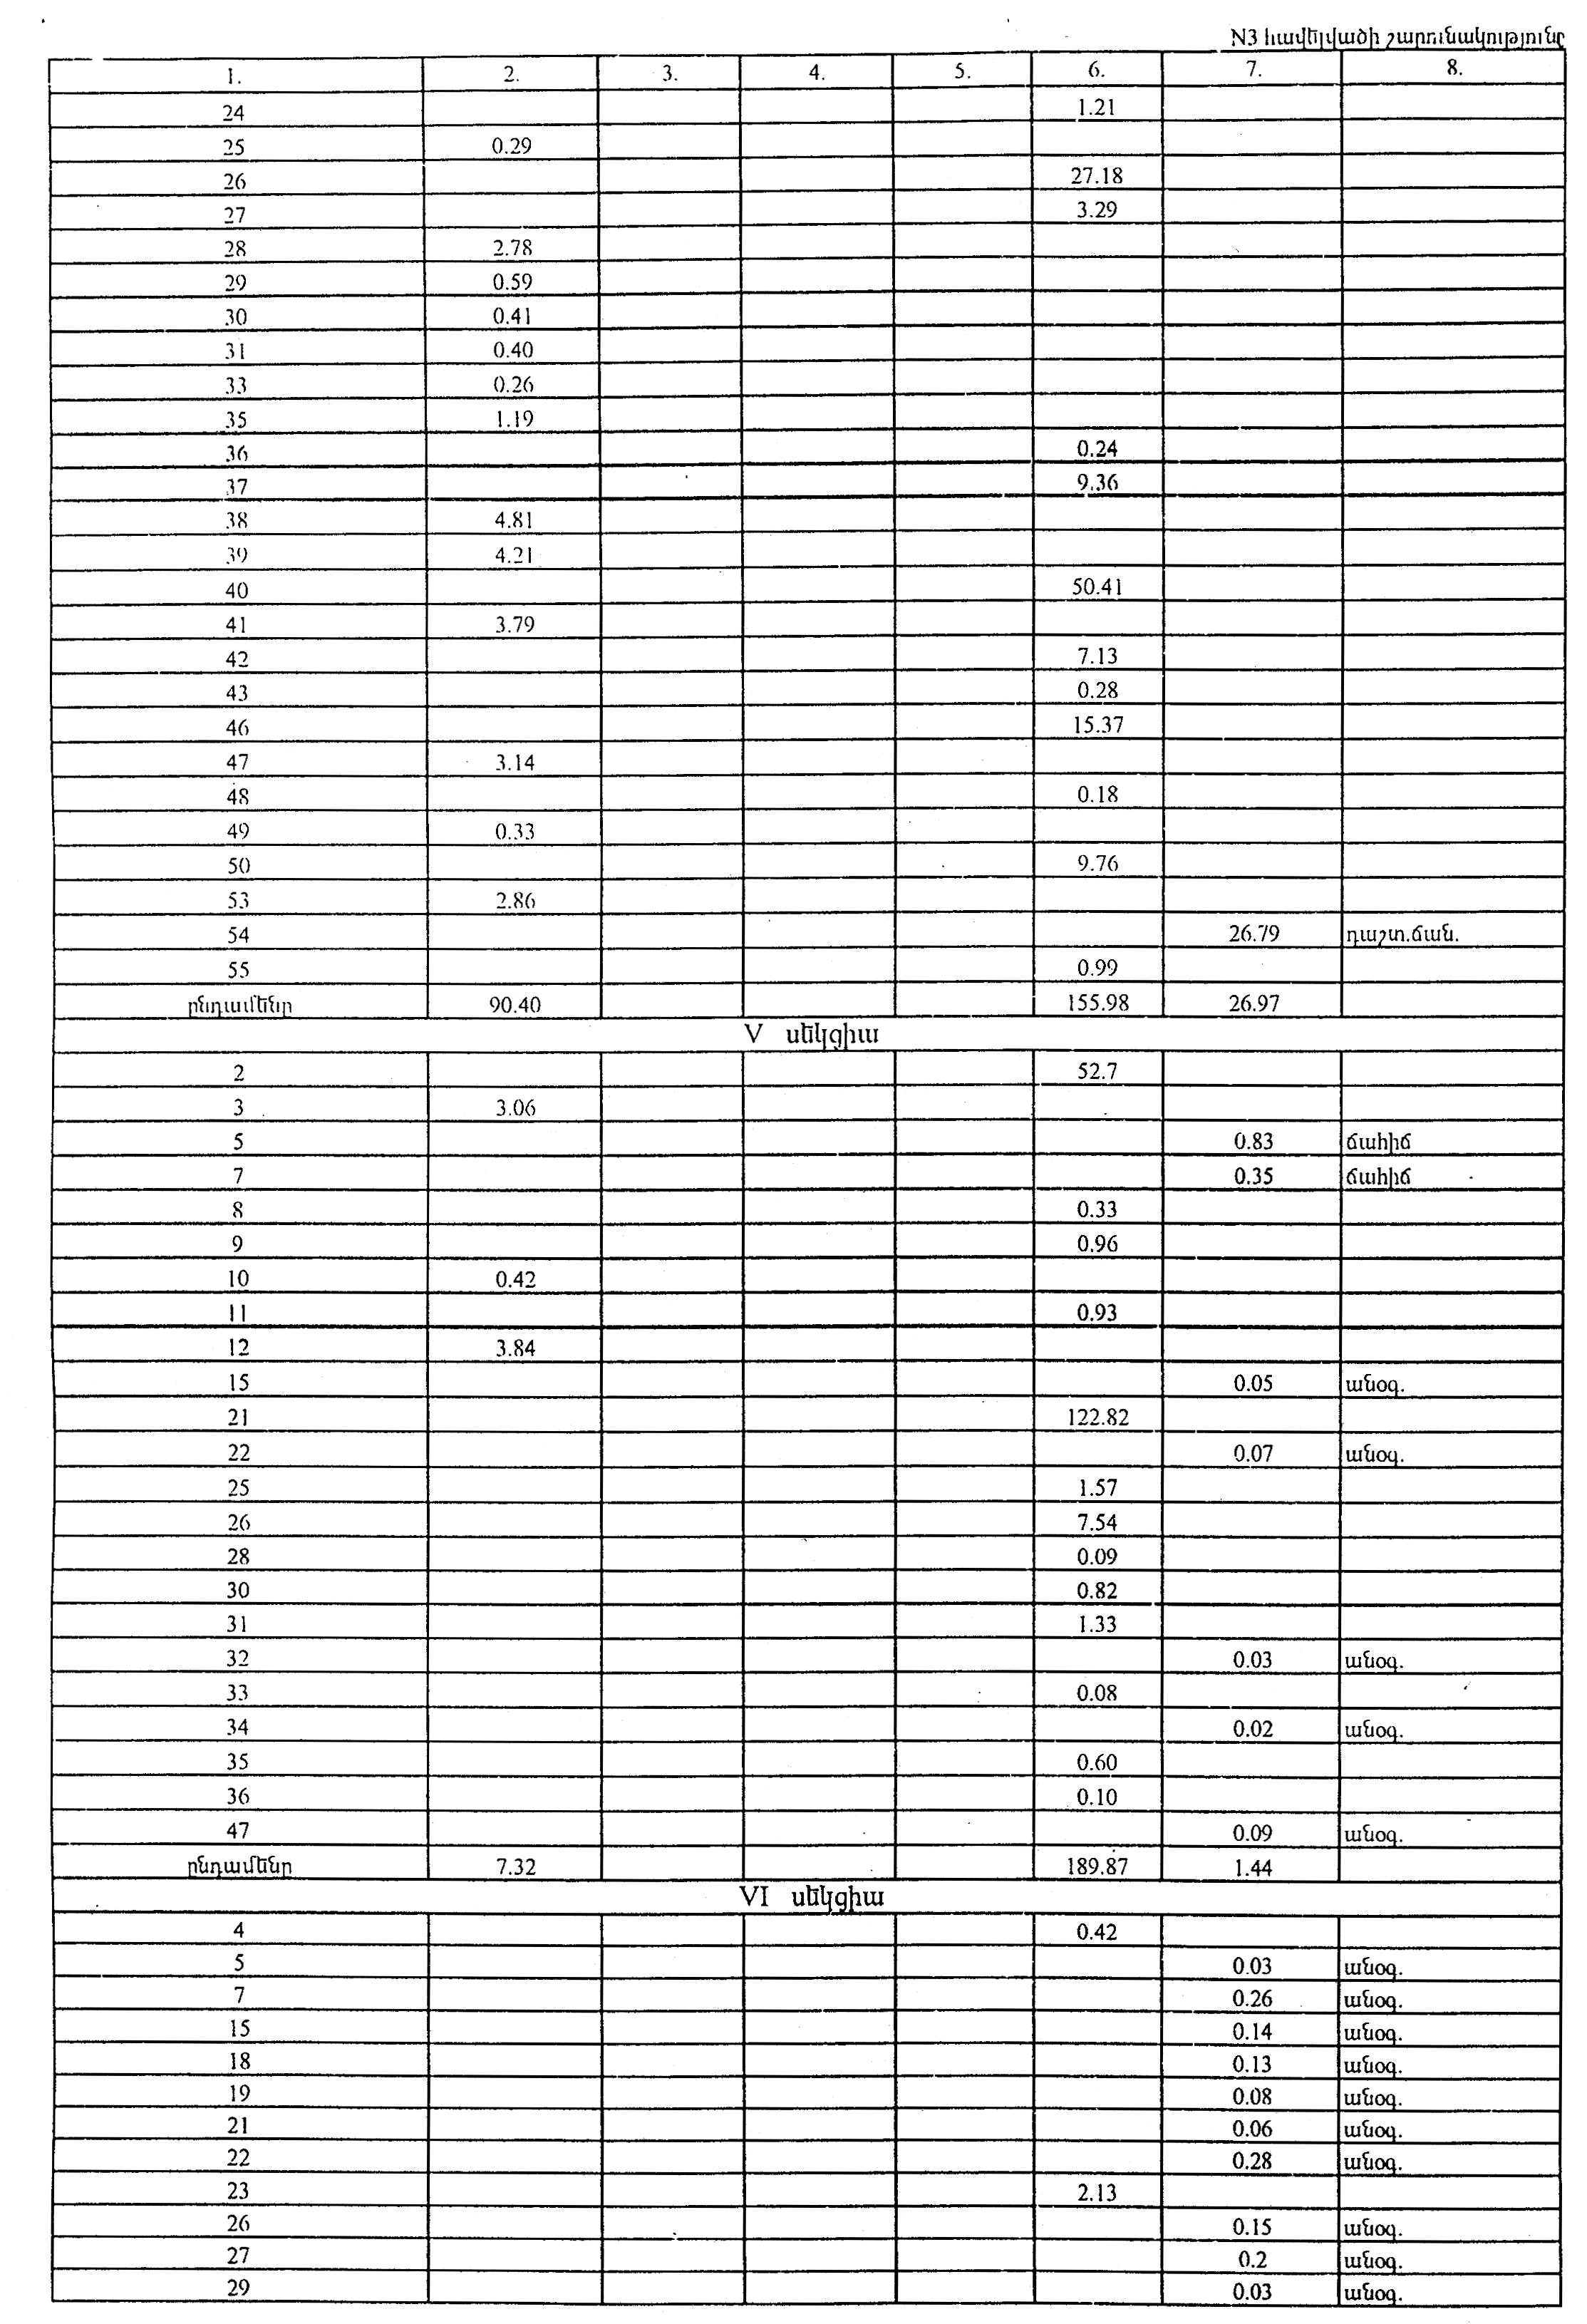 N3 հավելվածի շարունակությունը
1. 2. 3. 4. 5. 6. 7. 8.
24 1.21
25 0.29
26 27.18
27 3.29
28 2.78
29 0.59
30 0.41
31 0.40
33 0.26
35 1.19
36 0.24
37 9.36
38 4.81
39 4.21
40 50.41
41 3.79
42 7.13
43 0.28
46 15.37
47 3.14
48 0.18
49 0.33
50 9.76
53 2.86
54 26.79 դաշտ.ճան.
55 0.99
ընդամենը 90.40 155.98 26.97
V սեկցիա
2 52.7
3 3.06
5 0.83 ճահիճ
7 0.35 ճահիճ
8 0.33
9 0.96
10 0.42
11 0.93
12 3.84
15 0.05 անօգ.
21 122.82
22 0.07 անօգ.
25 1.57
26 7.54
28 0.09
30 0.82
31 1.33
32 0.03 անօգ.
33 0.08
34 0.02 անօգ.
35 0.60
36 0.10
47 0.09 անօգ.
ընդամենը 7.32 189.87 1.44
VI սեկցիա
4 0.42
5 0.03 անօգ.
7 0.26 անօգ.
15 0.14 անօգ.
18 0.13 անօգ.
19 0.08 անօգ.
21 0.06 անօգ.
22 0.28 անօգ.
23 2.13
26 0.15 անօգ.
27 0.2 անօգ.
29 0.03 անօգ.